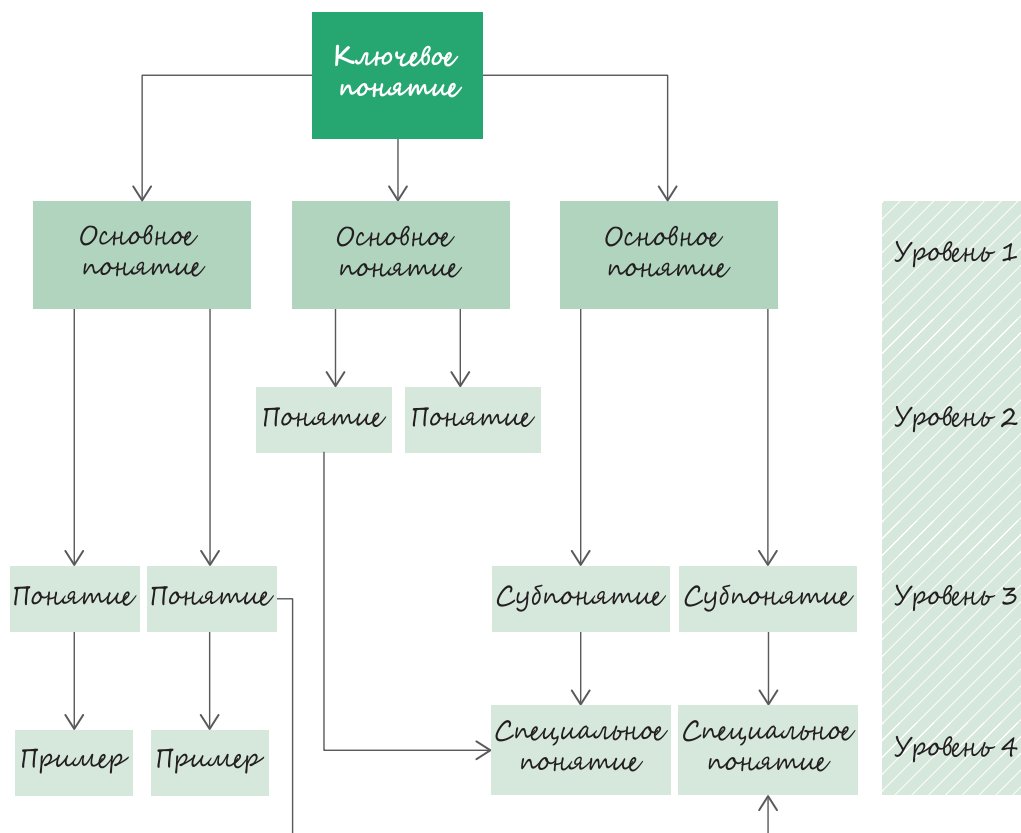 Ключевое
понятие
Основное
понятие
Основное
понятие
Основное
понятие
Уровень 1
Понятие
Понятие
Уровень 2
Понятие
Понятие
Субпонятие
Субпонятие
Уровень 3
Пример
Пример
Специальное
понятие
Специальное
понятие
Уровень 4